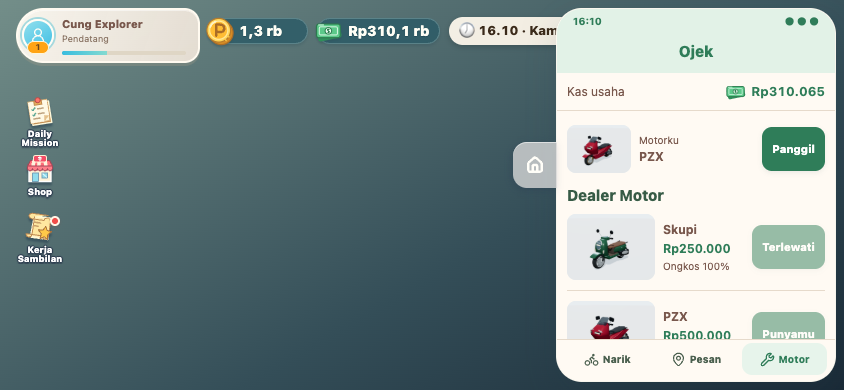 Cung Explorer
Pendatang
1
1,3 rb
Rp310,1 rb
16.10 · Kam
Daily
Mission
Shop
Kerja
Sambilan
16:10
Ojek
Kas usaha
Rp310.065
Motorku
PZX
Panggil
Dealer Motor
Skupi
Rp250.000
Ongkos 100%
Terlewati
PZX
Rp500.000
Punyamu
Narik
Pesan
Motor